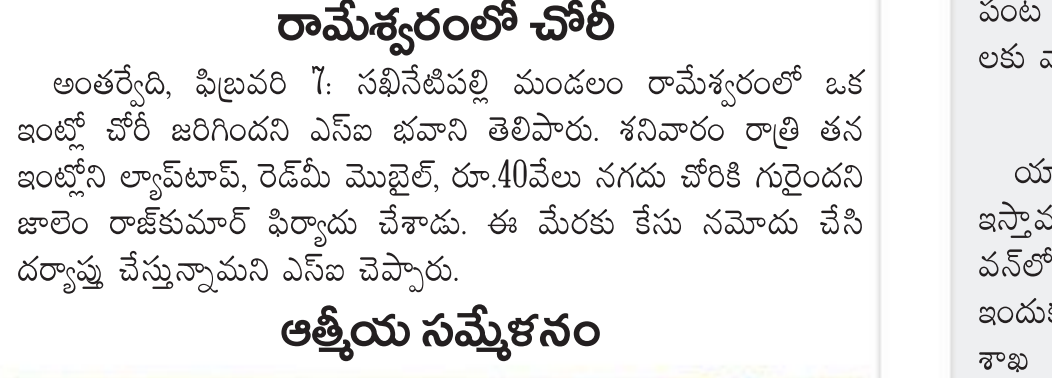 రామేశ్వరంలో చోరీ
అంతర్వేది, ఫిబ్రవరి 7: సఖినేటిపల్లి మండలం రామేశ్వరంలో ఒక
ఇంట్లో చోరీ జరిగిందని ఎస్ఐ భవాని తెలిపారు. శనివారం రాత్రి తన
ఇంట్లోని ల్యాప్‌టాప్, రెడ్‌మీ మొబైల్, రూ.40వేలు నగదు చోరికి గురైందని
జాలెం రాజ్‌కుమార్ ఫిర్యాదు చేశాడు. ఈ మేరకు కేసు నమోదు చేసి
దర్యాప్తు చేస్తున్నామని ఎస్ఐ చెప్పారు.
ఆత్మీయ సమ్మేళనం
పంట
లకు
ఇస్తావ
వన్‌లో
శాఖ